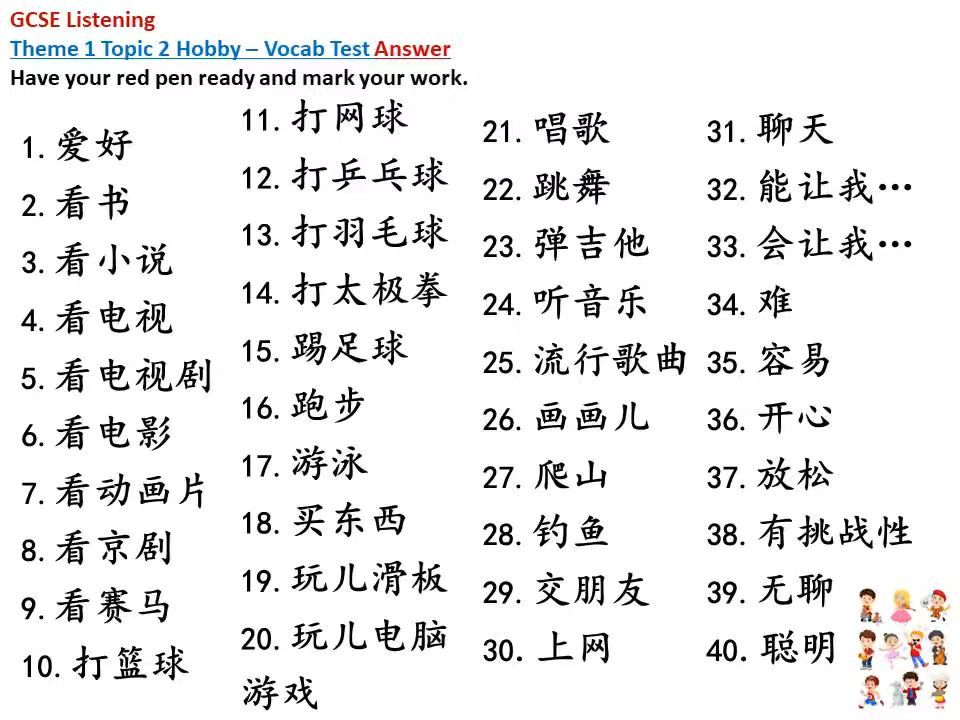 GCSE Listening
Theme 1 Topic 2 Hobby – Vocab Test Answer
Have your red pen ready and mark your work.
1. 爱好
2. 看书
3. 看小说
4. 看电视
5. 看电视剧
6. 看电影
7. 看动画片
8. 看京剧
9. 看赛马
10. 打篮球
11. 打网球
12. 打乒乓球
13. 打羽毛球
14. 打太极拳
15. 踢足球
16. 跑步
17. 游泳
18. 买东西
19. 玩儿滑板
20. 玩儿电脑
游戏
21. 唱歌
22. 跳舞
23. 弹吉他
24. 听音乐
25. 流行歌曲
26. 画画儿
27. 爬山
28. 钓鱼
29. 交朋友
30. 上网
31. 聊天
32. 能让我…
33. 会让我…
34. 难
35. 容易
36. 开心
37. 放松
38. 有挑战性
39. 无聊
40. 聪明